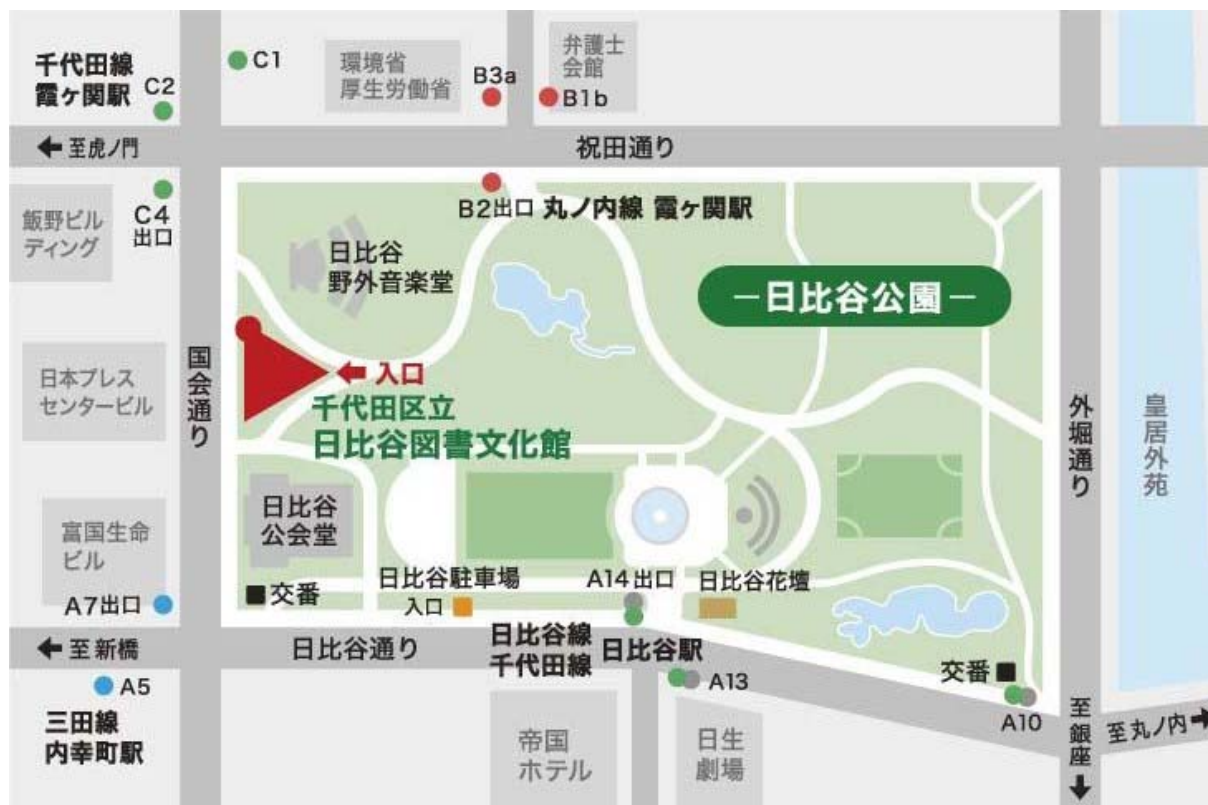 千代田線
霞ヶ関駅
C2
C1
環境省
厚生労働省
B3a
弁護士
会館
B1b
←至虎ノ門
祝田通り
飯野ビル
ディング
C4
出口
B2出口 丸ノ内線 霞ヶ関駅
日比谷
野外音楽堂
−日比谷公園−
日本プレス
センタービル
国会通り
←入口
千代田区立
日比谷図書文化館
外堀通り
皇居外苑
富国生命
ビル
日比谷
公会堂
A7出口
■交番
日比谷駐車場
入口
A14出口
日比谷花壇
←至新橋
日比谷通り
日比谷線
千代田線
日比谷駅
交番■
A5
A13
A10
三田線
内幸町駅
帝国
ホテル
日生
劇場
至銀座↓
至丸ノ内→